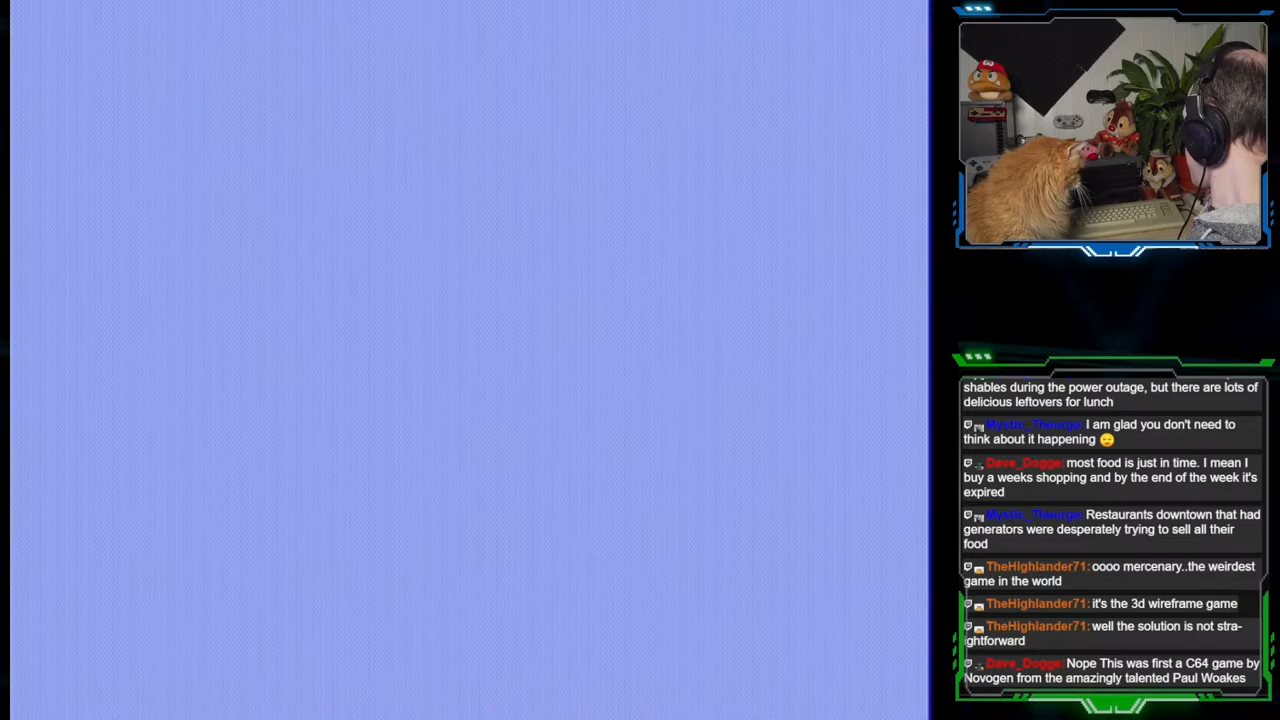 shables during the power outage, but there are lots of
delicious leftovers for lunch
Mystic_Theurge: I am glad you don't need to
think about it happening
Dave_Dogge: most food is just in time. I mean I
buy a weeks shopping and by the end of the week it's
expired
Mystic_Theurge: Restaurants downtown that had
generators were desperately trying to sell all their
food
TheHighlander71: oooo mercenary..the weirdest
game in the world
TheHighlander71: it's the 3d wireframe game
TheHighlander71: well the solution is not stra-
ightforward
Dave_Dogge: Nope This was first a C64 game by
Novogen from the amazingly talented Paul Woakes